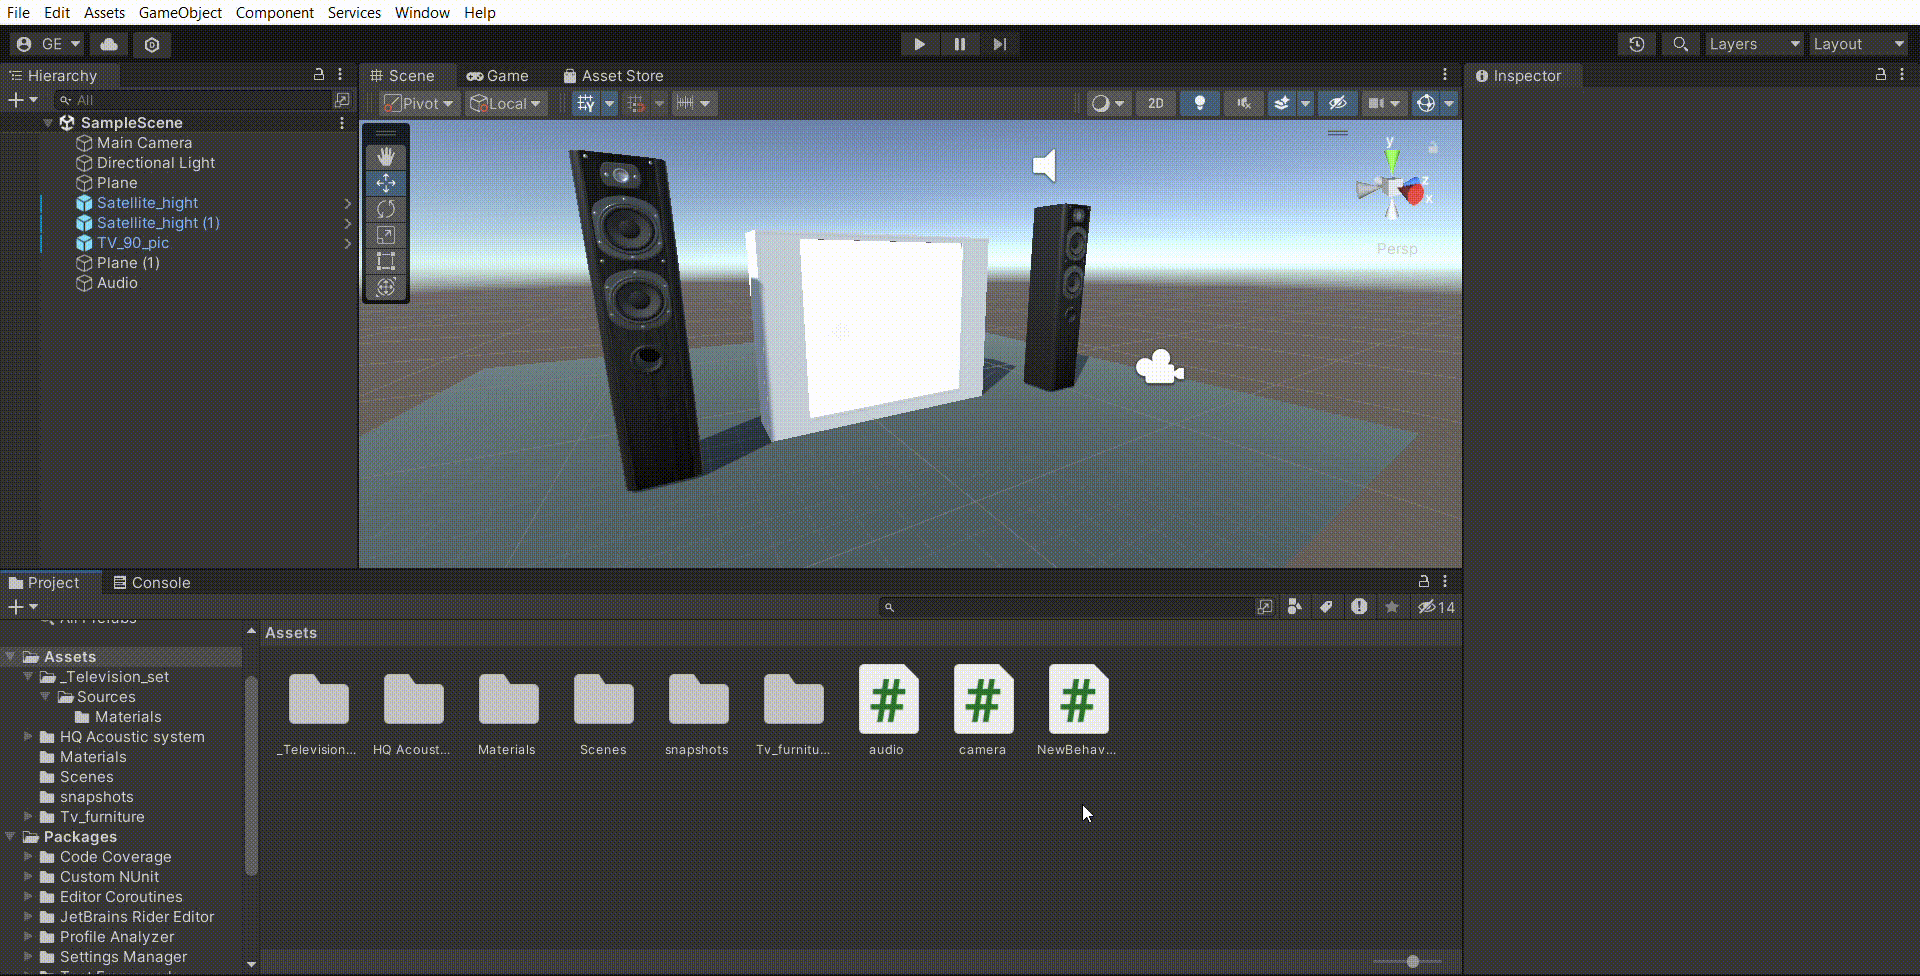 File Edit Assets GameObject Component Services Window Help
GE Layers Layout
Hierarchy
All
SampleScene
Main Camera
Directional Light
Plane
Satellite_hight
Satellite_hight (1)
TV_90_pic
Plane (1)
Audio
Scene Game Asset Store
Pivot Local 2D
y
z
x
Persp
Inspector
Project Console
14
All Prefabs
Assets
_Television_set
Sources
Materials
HQ Acoustic system
Materials
Scenes
snapshots
Tv_furniture
Packages
Code Coverage
Custom NUnit
Editor Coroutines
JetBrains Rider Editor
Profile Analyzer
Settings Manager
Assets
_Television... HQ Acoust... Materials Scenes snapshots Tv_furnitu... audio camera NewBehav...